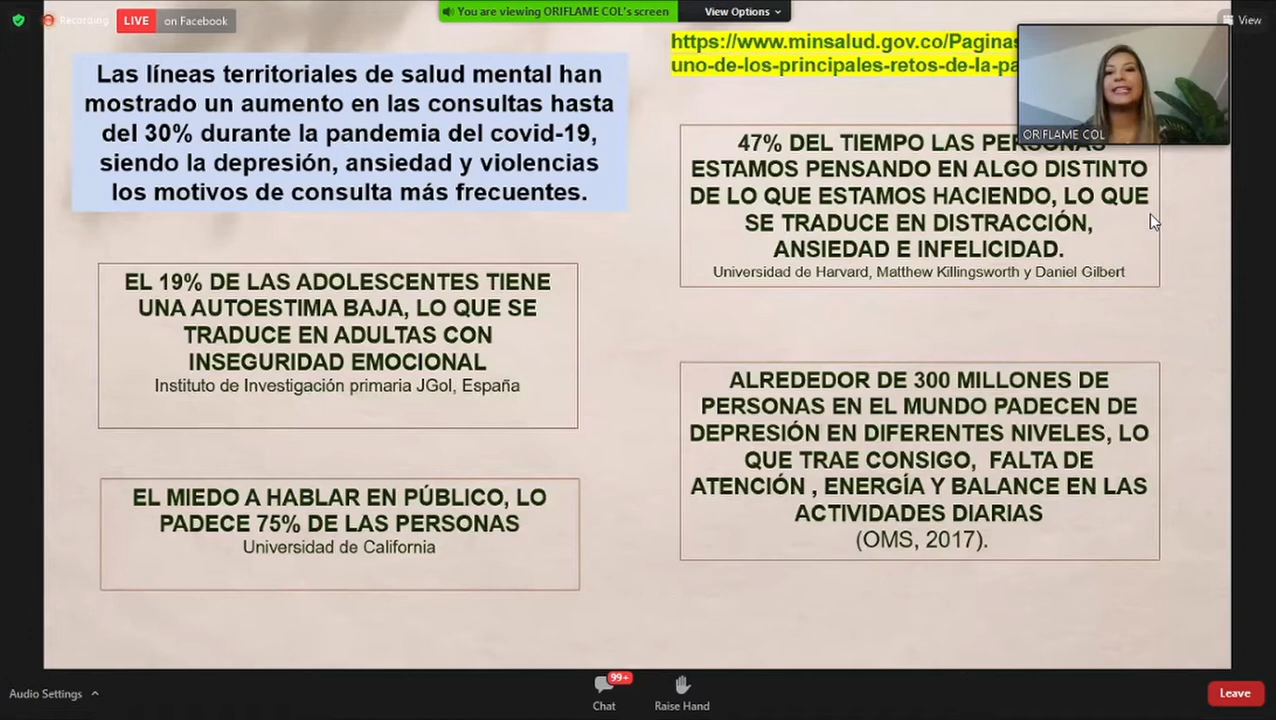 Recording
LIVE
on Facebook
You are viewing ORIFLAME COL's screen
View Options
View
Las líneas territoriales de salud mental han
mostrado un aumento en las consultas hasta
del 30% durante la pandemia del covid-19,
siendo la depresión, ansiedad y violencias
los motivos de consulta más frecuentes.
EL 19% DE LAS ADOLESCENTES TIENE
UNA AUTOESTIMA BAJA, LO QUE SE
TRADUCE EN ADULTAS CON
INSEGURIDAD EMOCIONAL
Instituto de Investigación primaria JGol, España
EL MIEDO A HABLAR EN PÚBLICO, LO
PADECE 75% DE LAS PERSONAS
Universidad de California
https://www.minsalud.gov.co/Paginas
uno-de-los-principales-retos-de-la-pa
ORIFLAME COL
47% DEL TIEMPO LAS PERSONAS
ESTAMOS PENSANDO EN ALGO DISTINTO
DE LO QUE ESTAMOS HACIENDO, LO QUE
SE TRADUCE EN DISTRACCIÓN,
ANSIEDAD E INFELICIDAD.
Universidad de Harvard, Matthew Killingsworth y Daniel Gilbert
ALREDEDOR DE 300 MILLONES DE
PERSONAS EN EL MUNDO PADECEN DE
DEPRESIÓN EN DIFERENTES NIVELES, LO
QUE TRAE CONSIGO, FALTA DE
ATENCIÓN , ENERGÍA Y BALANCE EN LAS
ACTIVIDADES DIARIAS
(OMS, 2017).
Audio Settings
99+
Chat
Raise Hand
Leave